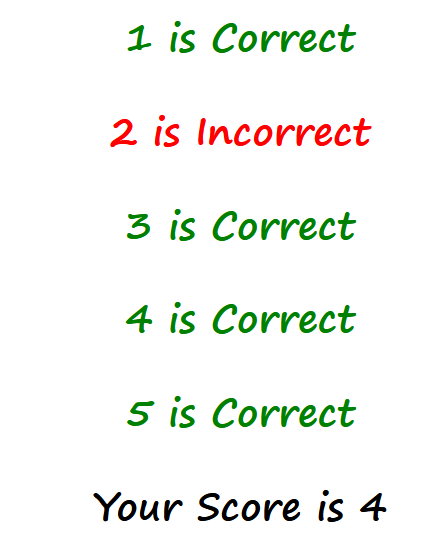 1 is Correct
2 is Incorrect
3 is Correct
4 is Correct
5 is Correct
Your Score is 4